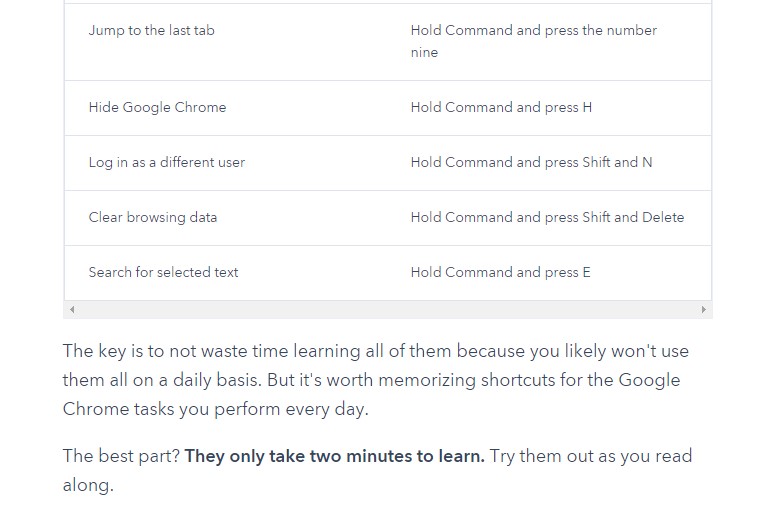 Jump to the last tab
Hold Command and press the number
nine
Hide Google Chrome
Hold Command and press H
Log in as a different user
Hold Command and press Shift and N
Clear browsing data
Hold Command and press Shift and Delete
Search for selected text
Hold Command and press E
The key is to not waste time learning all of them because you likely won't use
them all on a daily basis. But it's worth memorizing shortcuts for the Google
Chrome tasks you perform every day.
The best part? They only take two minutes to learn. Try them out as you read
along.